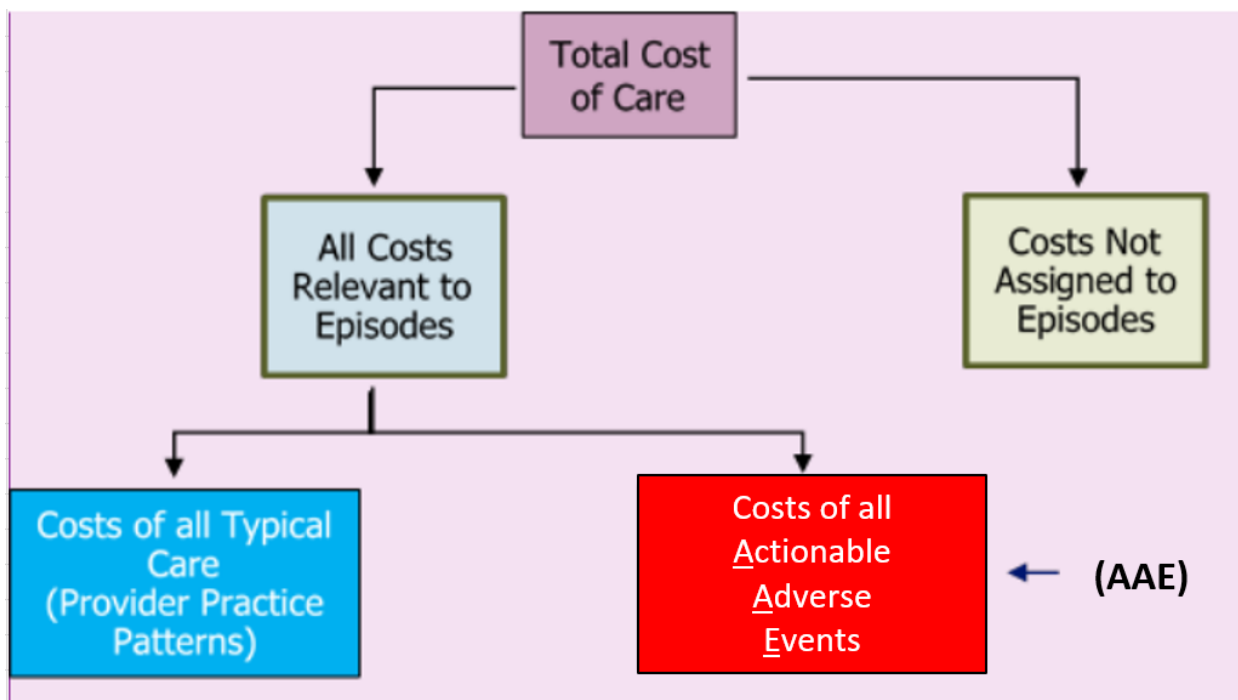 Total Cost
of Care
All Costs
Relevant to
Episodes
Costs Not
Assigned to
Episodes
Costs of all Typical
Care
(Provider Practice
Patterns)
Costs of all
Actionable
Adverse
Events
(AAE)